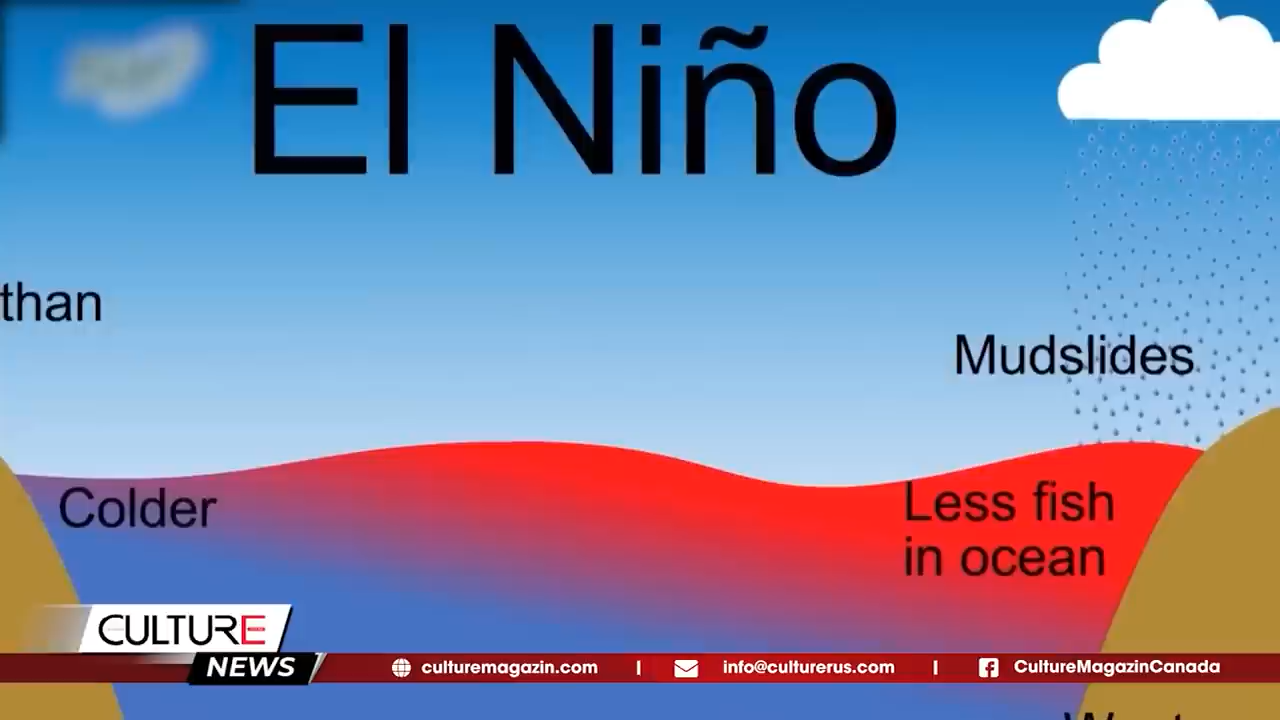 El Niño
than
Mudslides
Colder
Less fish
in ocean
CULTURE
NEWS
culturemagazin.com | info@culturerus.com | CultureMagazinCanada